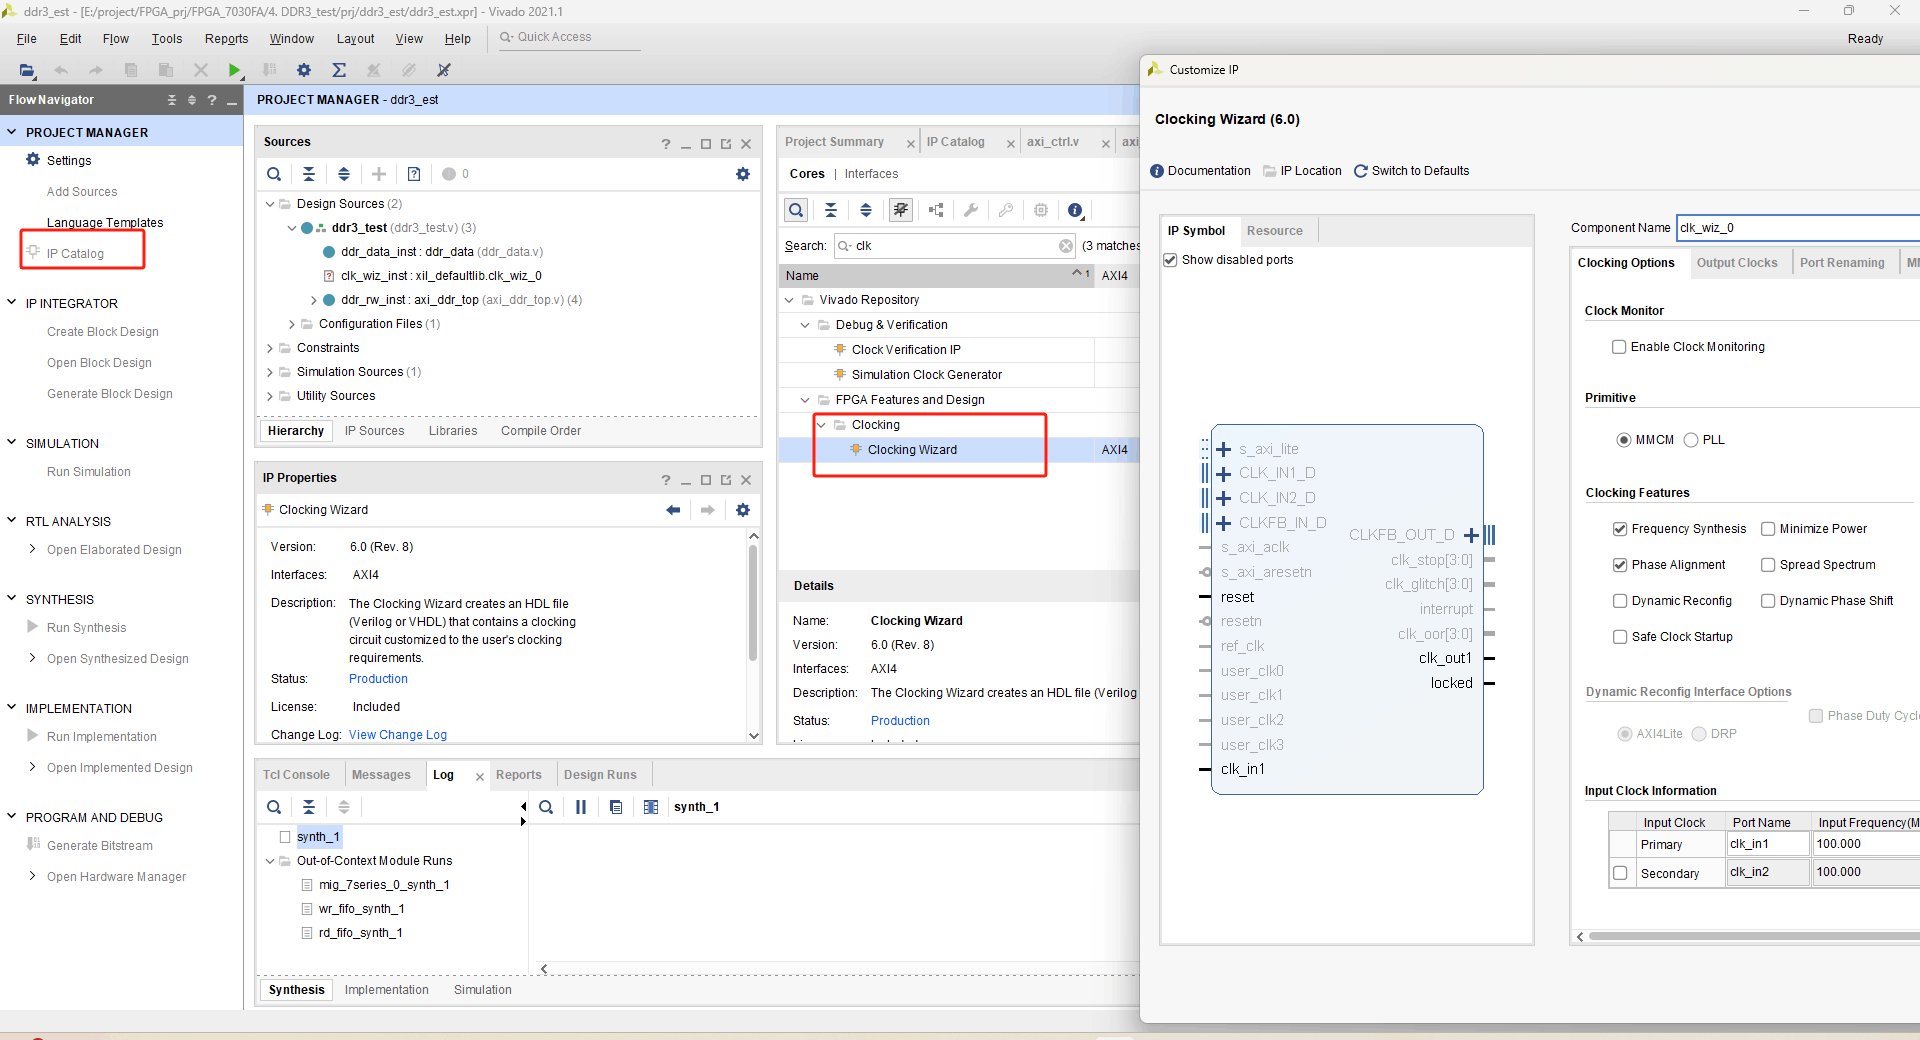 ddr3_est - [E:/project/FPGA_prj/FPGA_7030FA/4. DDR3_test/prj/ddr3_est/ddr3_est.xpr] - Vivado 2021.1
File Edit Flow Tools Reports Window Layout View Help Quick Access
Ready
Flow Navigator
PROJECT MANAGER
Settings
Add Sources
Language Templates
IP Catalog
IP INTEGRATOR
Create Block Design
Open Block Design
Generate Block Design
SIMULATION
Run Simulation
RTL ANALYSIS
Open Elaborated Design
SYNTHESIS
Run Synthesis
Open Synthesized Design
IMPLEMENTATION
Run Implementation
Open Implemented Design
PROGRAM AND DEBUG
Generate Bitstream
Open Hardware Manager
PROJECT MANAGER - ddr3_est
Sources
0
Design Sources (2)
ddr3_test (ddr3_test.v) (3)
ddr_data_inst : ddr_data (ddr_data.v)
clk_wiz_inst : xil_defaultlib.clk_wiz_0
ddr_rw_inst : axi_ddr_top (axi_ddr_top.v) (4)
Configuration Files (1)
Constraints
Simulation Sources (1)
Utility Sources
Hierarchy IP Sources Libraries Compile Order
IP Properties
Clocking Wizard
Version: 6.0 (Rev. 8)
Interfaces: AXI4
Description: The Clocking Wizard creates an HDL file
(Verilog or VHDL) that contains a clocking
circuit customized to the user's clocking
requirements.
Status: Production
License: Included
Change Log: View Change Log
Project Summary IP Catalog axi_ctrl.v axi
Cores | Interfaces
Search: clk (3 matches
Name 1 AXI4
Vivado Repository
Debug & Verification
Clock Verification IP
Simulation Clock Generator
FPGA Features and Design
Clocking
Clocking Wizard AXI4
Details
Name: Clocking Wizard
Version: 6.0 (Rev. 8)
Interfaces: AXI4
Description: The Clocking Wizard creates an HDL file (Verilog
Status: Production
Tcl Console Messages Log Reports Design Runs
synth_1
synth_1
Out-of-Context Module Runs
mig_7series_0_synth_1
wr_fifo_synth_1
rd_fifo_synth_1
Synthesis Implementation Simulation
Customize IP
Clocking Wizard (6.0)
Documentation IP Location Switch to Defaults
IP Symbol Resource
Show disabled ports
s_axi_lite
CLK_IN1_D
CLK_IN2_D
CLKFB_IN_D
s_axi_aclk
s_axi_aresetn
reset
resetn
ref_clk
user_clk0
user_clk1
user_clk2
user_clk3
clk_in1
CLKFB_OUT_D
clk_stop[3:0]
clk_glitch[3:0]
interrupt
clk_oor[3:0]
clk_out1
locked
Component Name clk_wiz_0
Clocking Options Output Clocks Port Renaming
Clock Monitor
Enable Clock Monitoring
Primitive
MMCM PLL
Clocking Features
Frequency Synthesis Minimize Power
Phase Alignment Spread Spectrum
Dynamic Reconfig Dynamic Phase Shift
Safe Clock Startup
Dynamic Reconfig Interface Options
Phase Duty Cycle
AXI4Lite DRP
Input Clock Information
Input Clock Port Name Input Frequency(M
Primary clk_in1 100.000
Secondary clk_in2 100.000